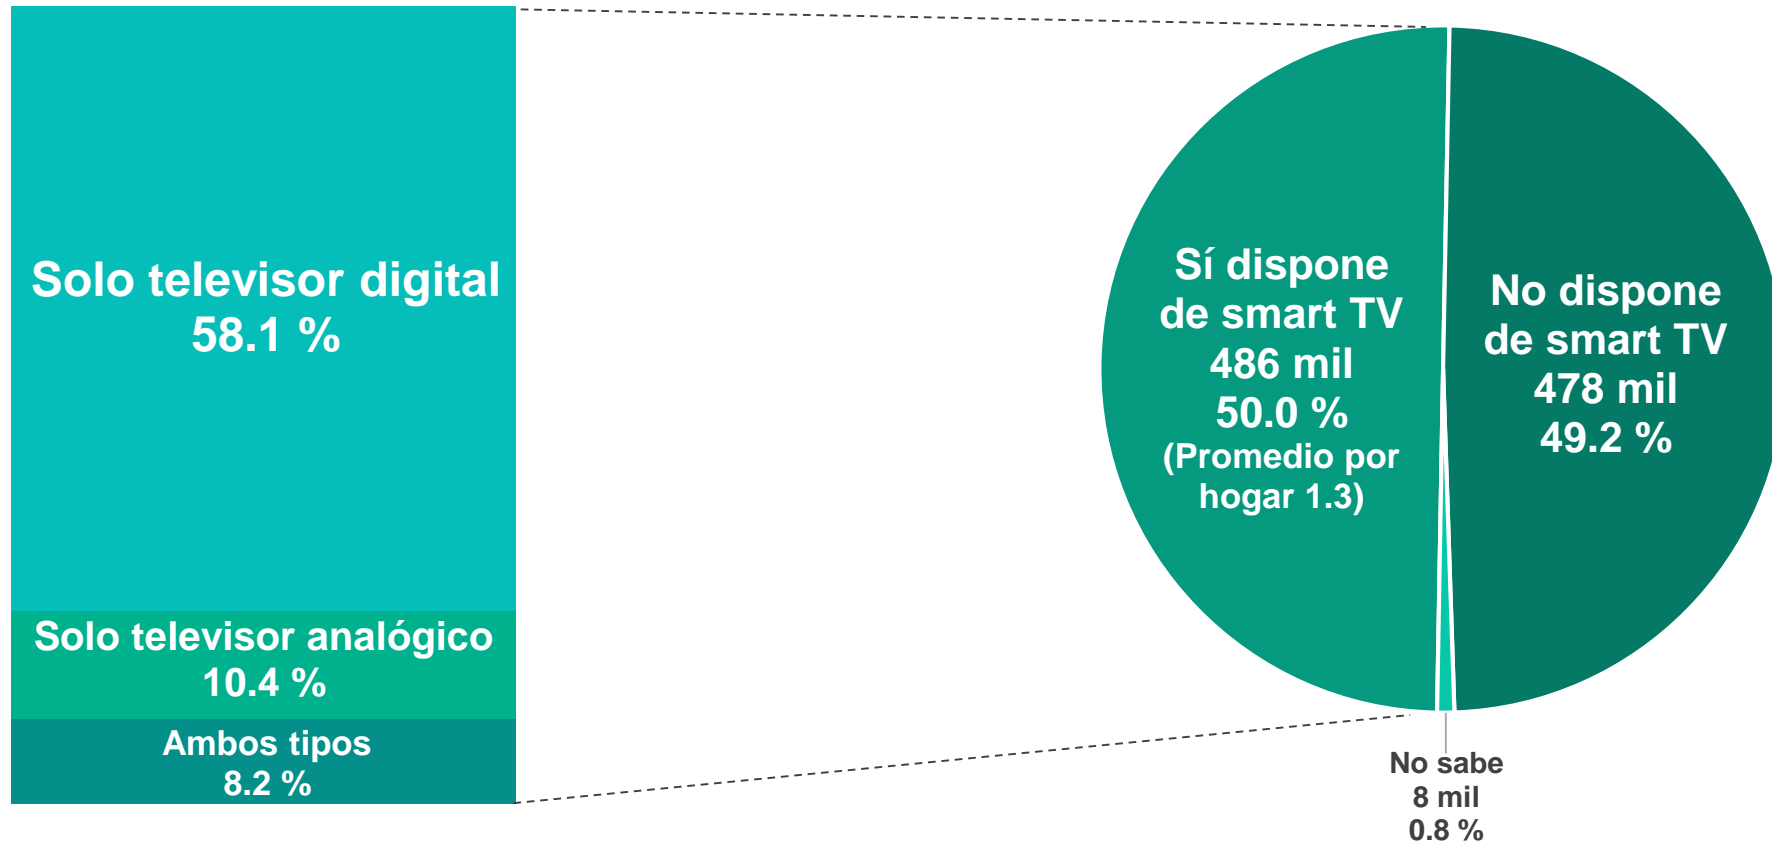 Solo televisor digital
58.1 %
Solo televisor analógico
10.4 %
Ambos tipos
8.2 %
Sí dispone
de smart TV
486 mil
50.0 %
(Promedio por
hogar 1.3)
No dispone
de smart TV
478 mil
49.2 %
No sabe
8 mil
0.8 %